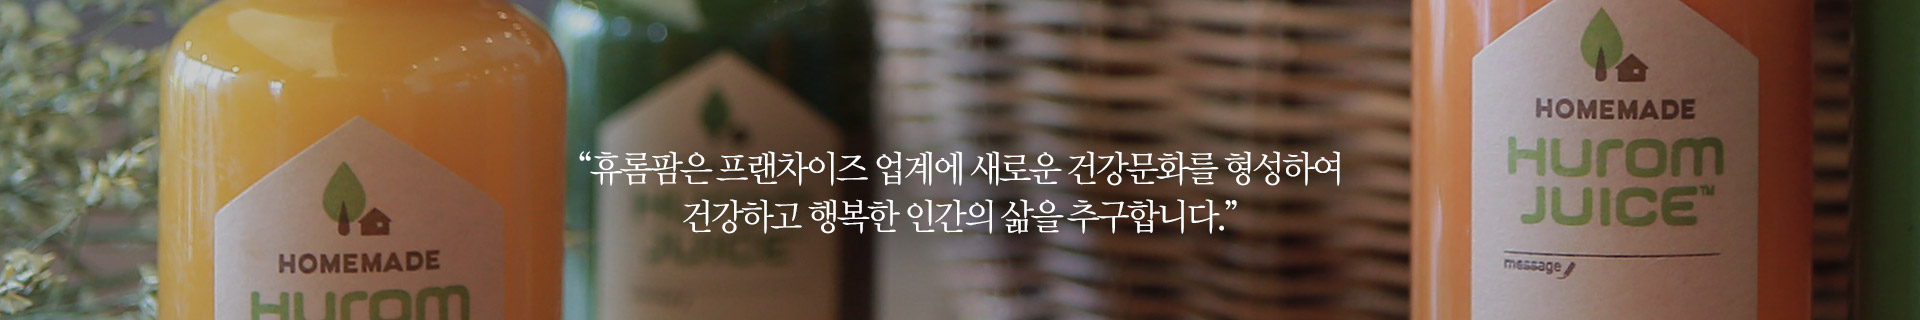 “휴롬팜은 프랜차이즈 업계에 새로운 건강문화를 형성하여
건강하고 행복한 인간의 삶을 추구합니다.”
HOMEMADE
HUROM
HUROM
JUICE
HOMEMADE
HUROM
JUICE™
message